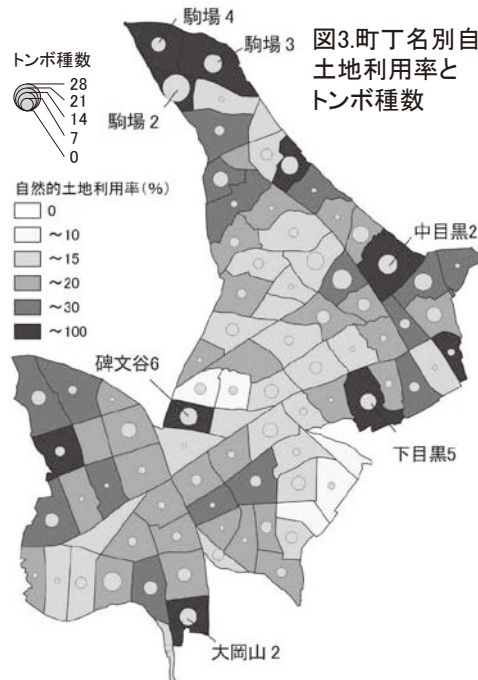 図3.町丁名別自
土地利用率と
トンボ種数
駒場 4
駒場 3
駒場 2
トンボ種数
28
21
14
7
0
自然的土地利用率(%)
0
～10
～15
～20
～30
～100
中目黒2
碑文谷6
下目黒5
大岡山 2